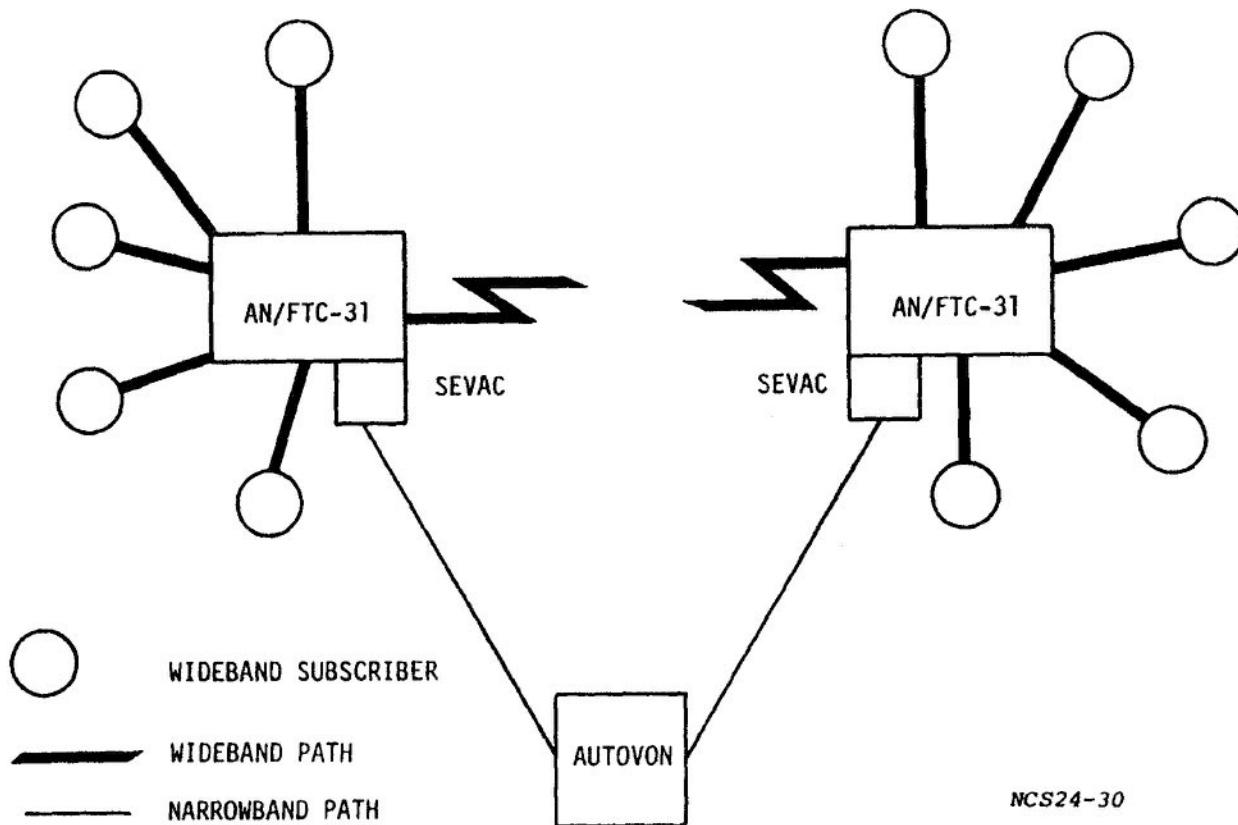 AN/FTC-31
AN/FTC-31
SEVAC
SEVAC
WIDEBAND SUBSCRIBER
WIDEBAND PATH
AUTOVON
NARROWBAND PATH
NCS24-30